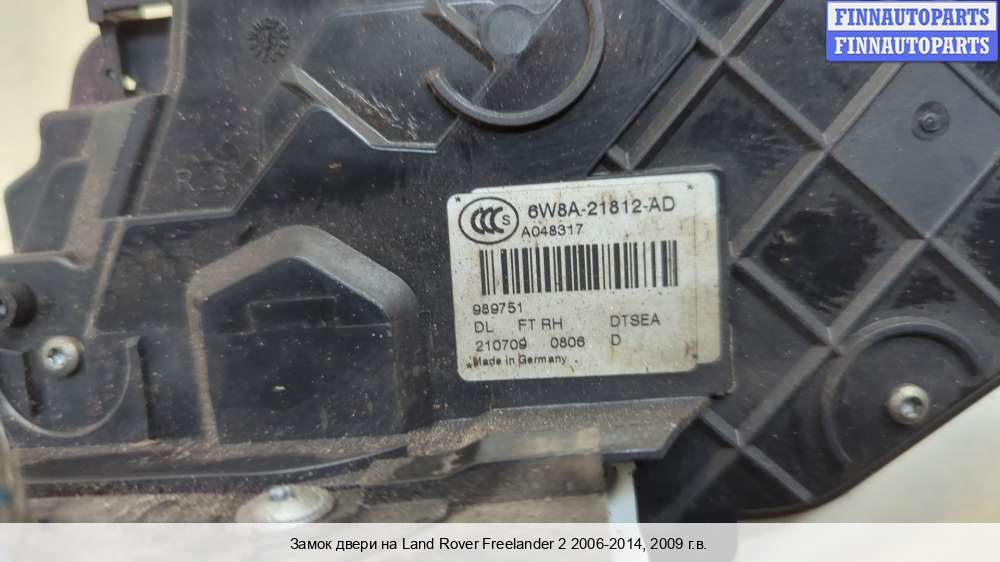 FINNAUTOPARTS
FINNAUTOPARTS
R
CCC S
6W8A-21812-AD
A048317
989751
DL FT RH DTSEA
210709 0806 D
Made in Germany
Замок двери на Land Rover Freelander 2 2006-2014, 2009 г.в.